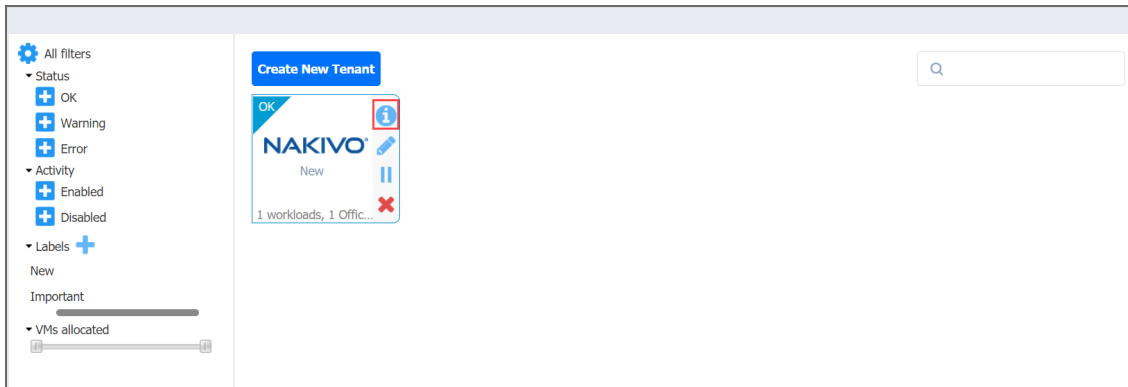 All filters
Status
OK
Warning
Error
Activity
Enabled
Disabled
Labels
New
Important
VMs allocated
Create New Tenant
OK
NAKIVO®
New
1 workloads, 1 Offic...